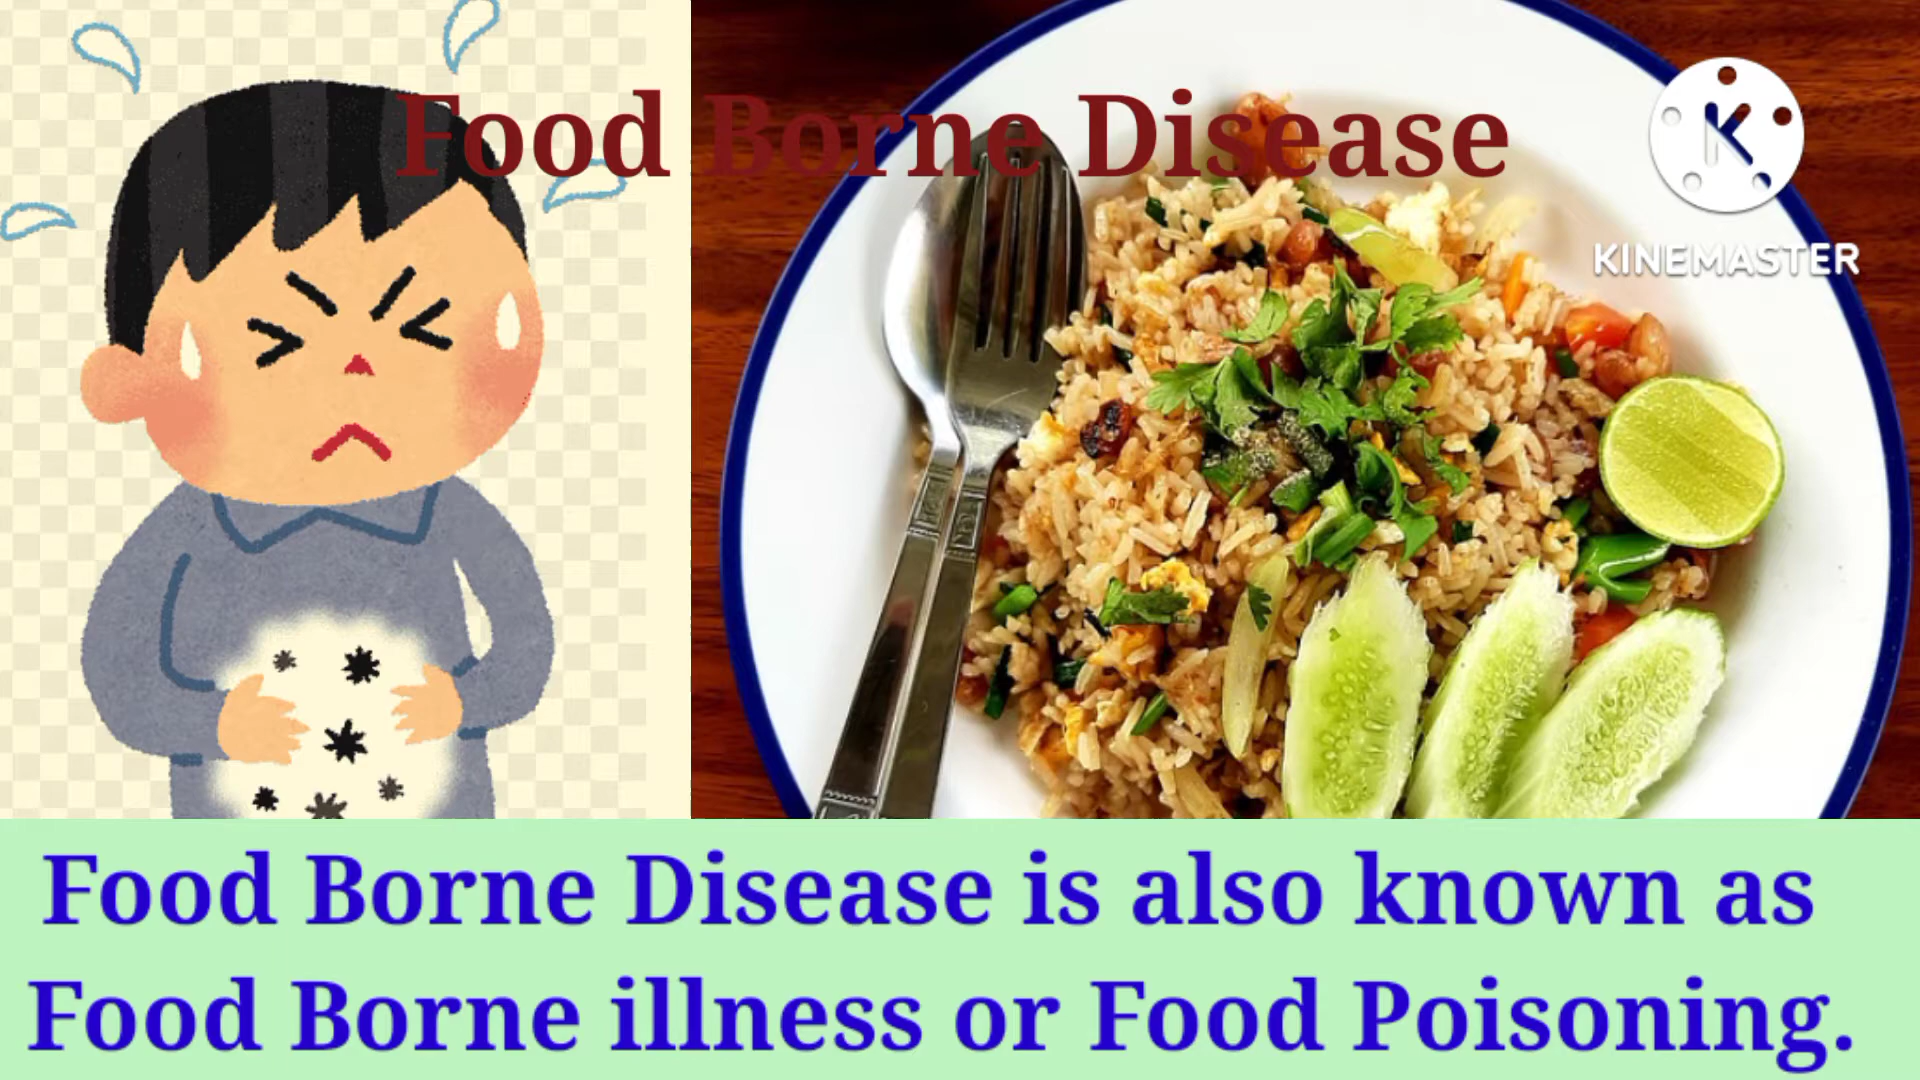 Food Borne Disease
KINEMASTER
Food Borne Disease is also known as
Food Borne illness or Food Poisoning.